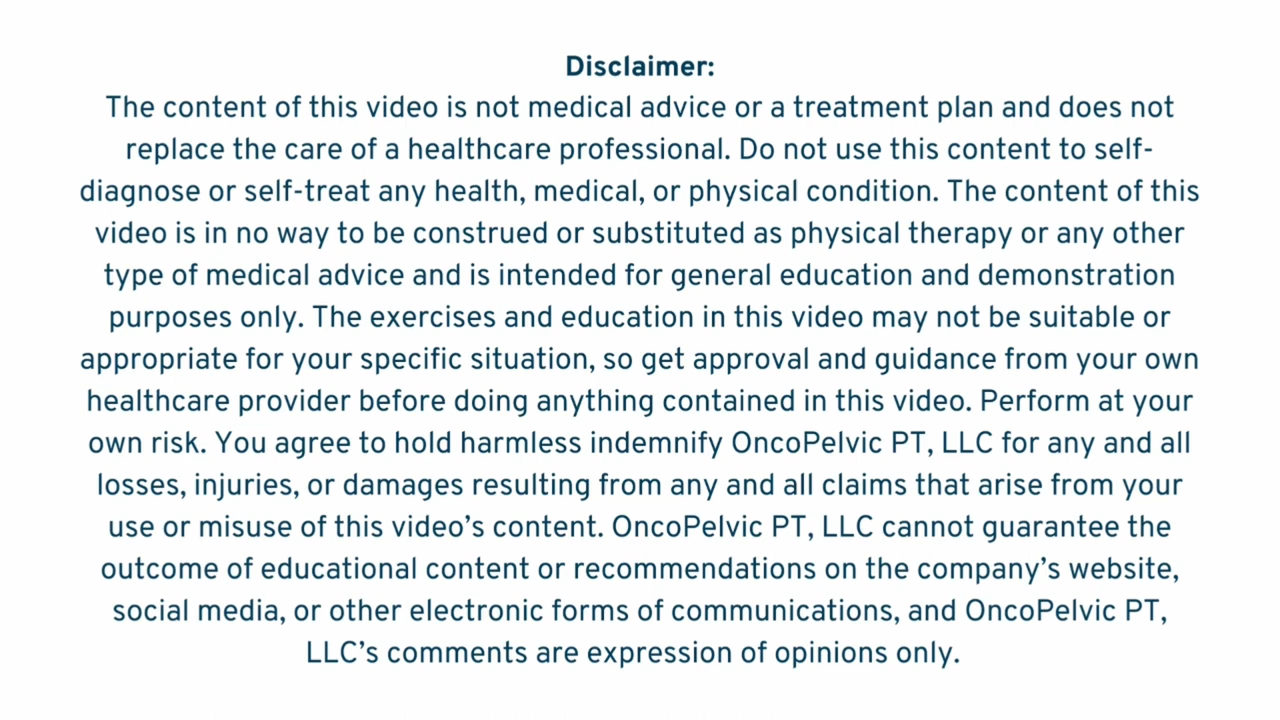 Disclaimer:
The content of this video is not medical advice or a treatment plan and does not
replace the care of a healthcare professional. Do not use this content to self-
diagnose or self-treat any health, medical, or physical condition. The content of this
video is in no way to be construed or substituted as physical therapy or any other
type of medical advice and is intended for general education and demonstration
purposes only. The exercises and education in this video may not be suitable or
appropriate for your specific situation, so get approval and guidance from your own
healthcare provider before doing anything contained in this video. Perform at your
own risk. You agree to hold harmless indemnify OncoPelvic PT, LLC for any and all
losses, injuries, or damages resulting from any and all claims that arise from your
use or misuse of this video’s content. OncoPelvic PT, LLC cannot guarantee the
outcome of educational content or recommendations on the company’s website,
social media, or other electronic forms of communications, and OncoPelvic PT,
LLC’s comments are expression of opinions only.